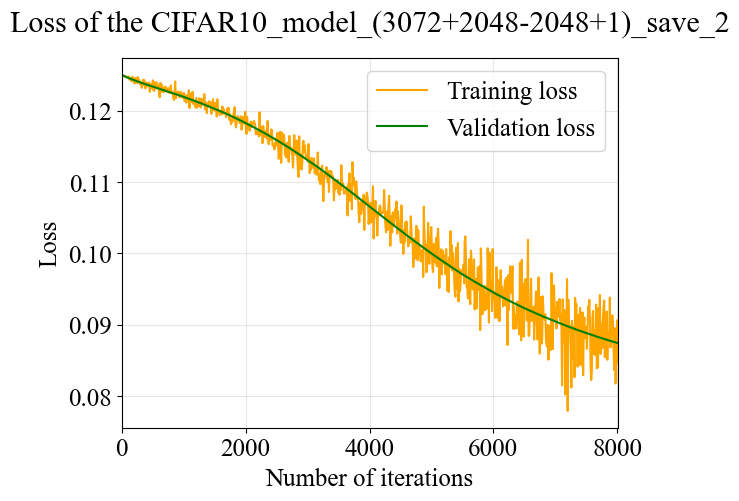 Loss of the CIFAR10_model_(3072+2048-2048+1)_save_2
Training loss
Validation loss
Loss
0.12
0.11
0.10
0.09
0.08
0
2000
4000
6000
8000
Number of iterations